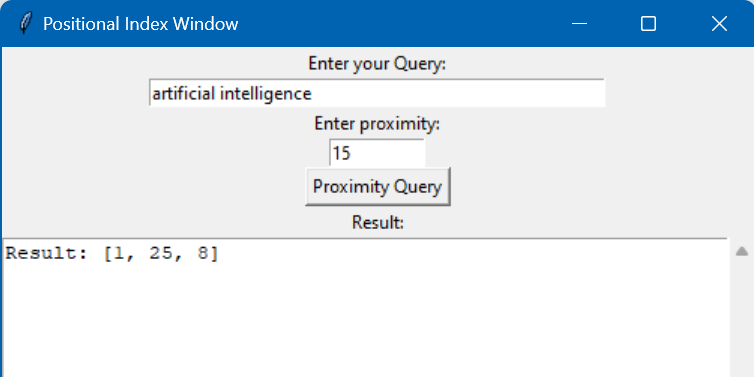 Positional Index Window
Enter your Query:
artificial intelligence
Enter proximity:
15
Proximity Query
Result:
Result: [1, 25, 8]